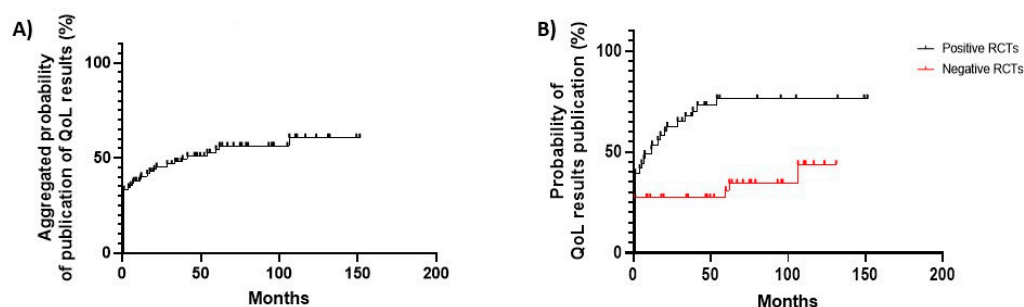 A)
Aggregated probability
of publication of QoL results (%)
100
50
0
0 50 100 150 200
Months
B)
Probability of
QoL results publication (%)
100
50
0
0 50 100 150 200
Months
Positive RCTs
Negative RCTs